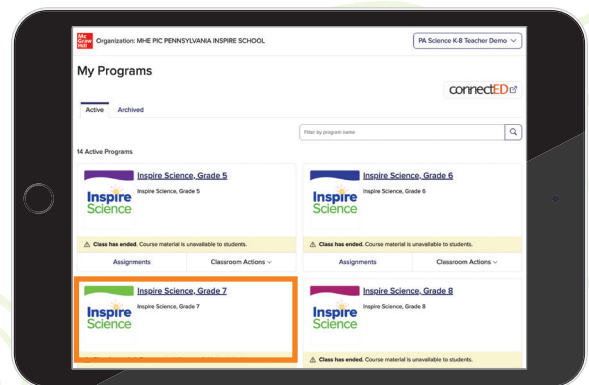 Mc
Graw
Hill
Organization: MHE PIC PENNSYLVANIA INSPIRE SCHOOL
PA Science K-8 Teacher Demo
My Programs
connectED
Active Archived
Filter by program name
14 Active Programs
Inspire Science, Grade 5
Inspire Science, Grade 5
Inspire
Science
Class has ended. Course material is unavailable to students.
Assignments Classroom Actions
Inspire Science, Grade 6
Inspire Science, Grade 6
Inspire
Science
Class has ended. Course material is unavailable to students.
Assignments Classroom Actions
Inspire Science, Grade 7
Inspire Science, Grade 7
Inspire
Science
Inspire Science, Grade 8
Inspire Science, Grade 8
Inspire
Science
Class has ended. Course material is unavailable to students.